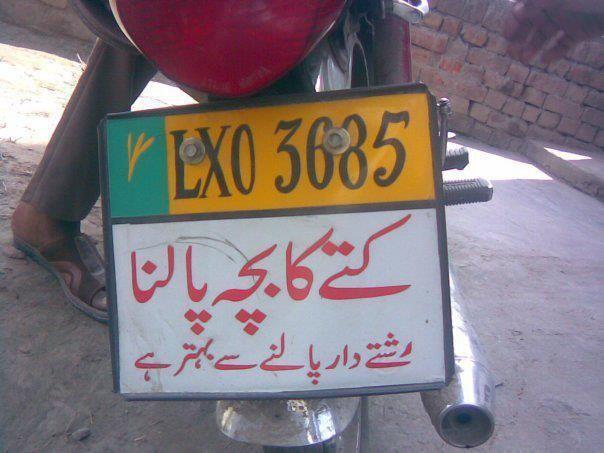 LXO 3685
کتے کا بچہ پالنا
رشتے دار پالنے سے بہتر ہے